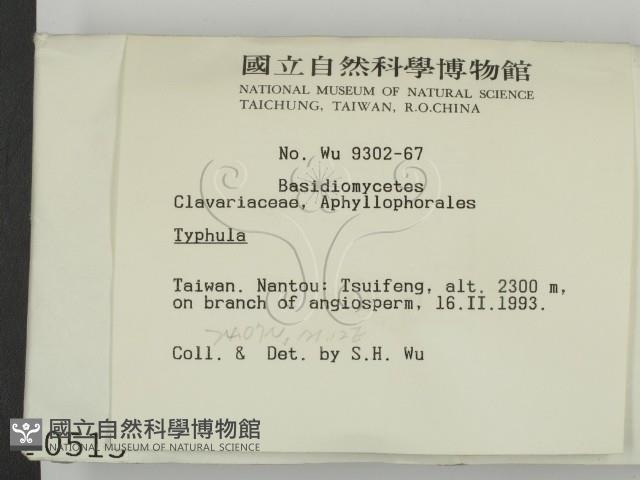 國立自然科學博物館
NATIONAL MUSEUM OF NATURAL SCIENCE
TAICHUNG, TAIWAN, R.O.CHINA
No. Wu 9302-67
Basidiomycetes
Clavariaceae, Aphyllophorales
Typhula
Taiwan. Nantou: Tsuifeng, alt. 2300 m,
on branch of angiosperm, 16.II.1993.
Coll. & Det. by S.H. Wu
國立自然科學博物館
NATIONAL MUSEUM OF NATURAL SCIENCE